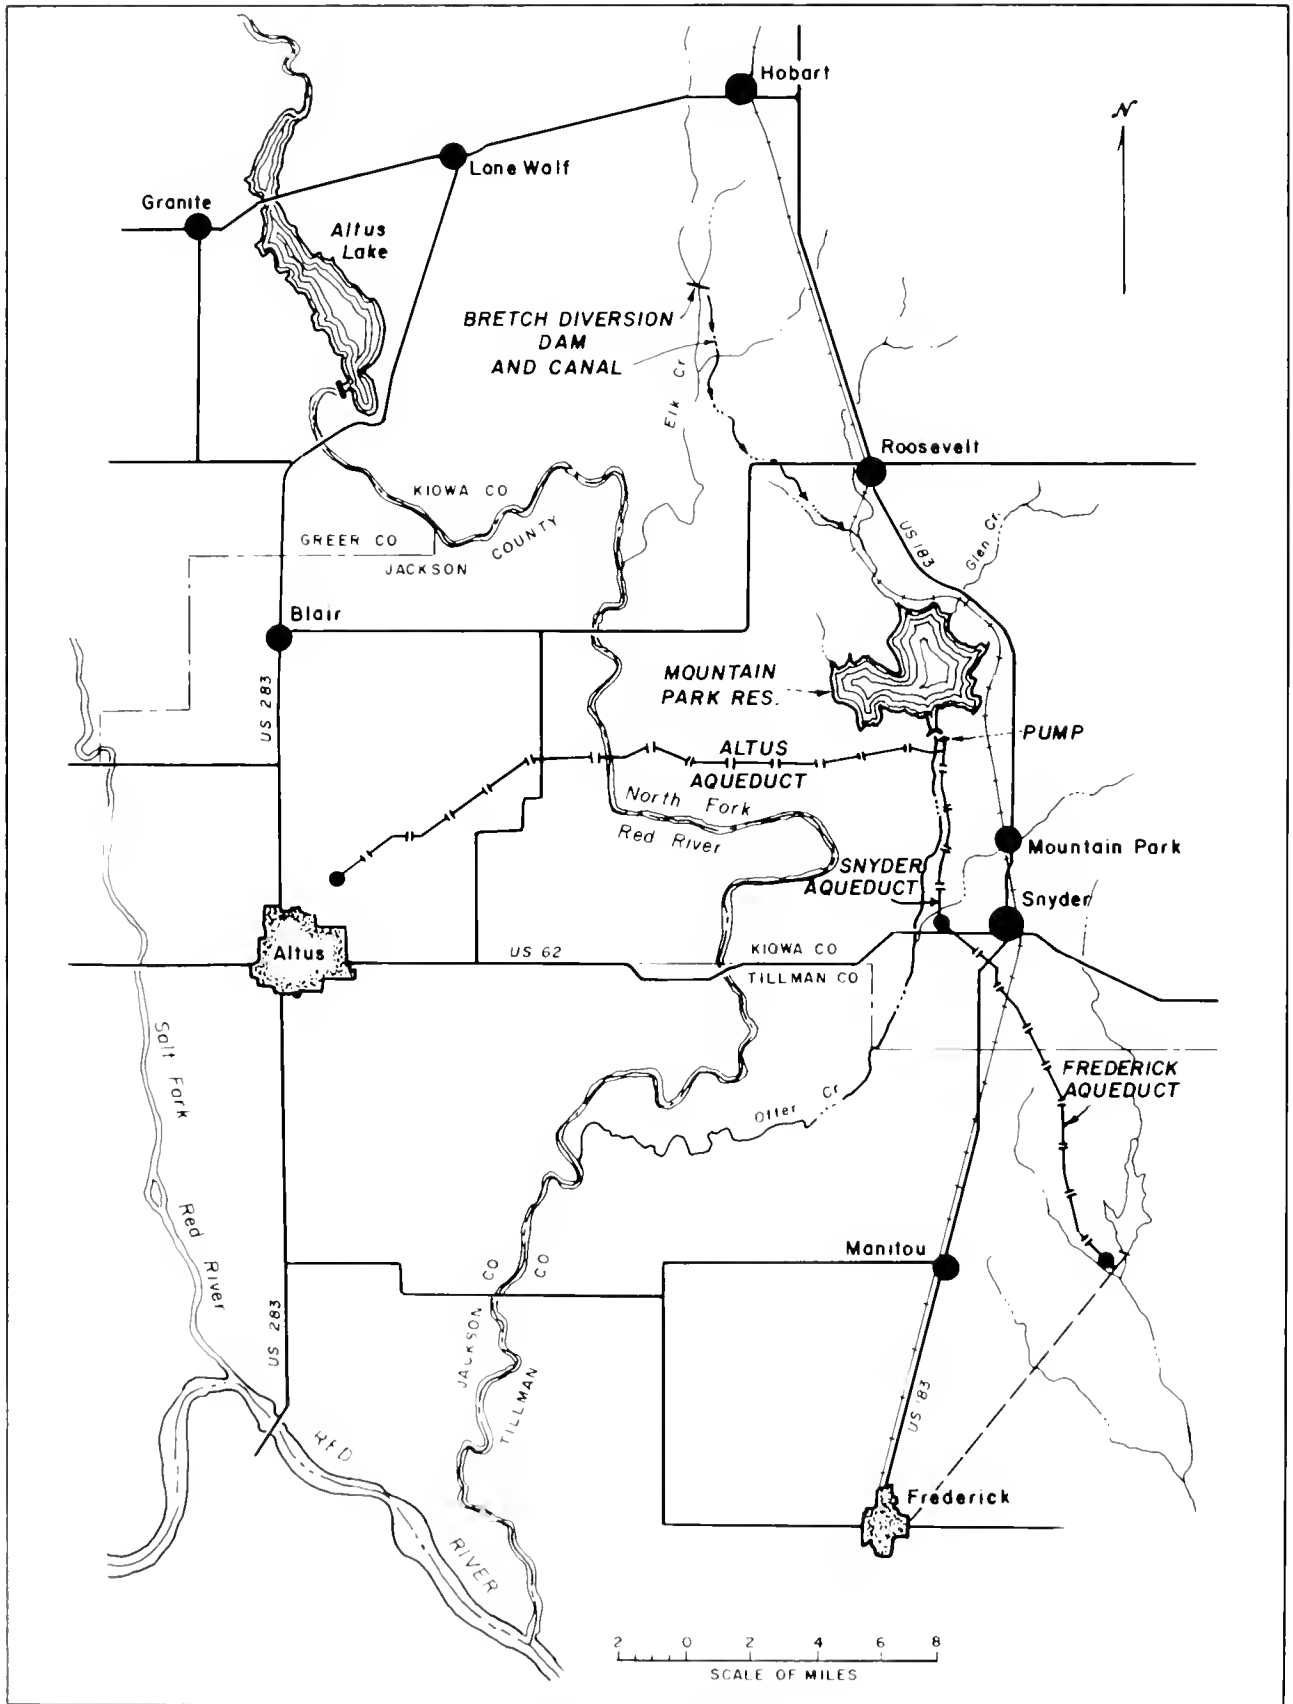 Hobart
N
Lone Wolf
Granite
Altus
Lake
BRETCH DIVERSION
DAM
AND CANAL
Elk Cr
Roosevelt
KIOWA CO
COUNTY
GREER CO
JACKSON
US 183
Glen Cr.
Blair
MOUNTAIN
PARK RES.
US 283
PUMP
ALTUS
AQUEDUCT
North Fork
Red River
Mountain Park
SNYDER
AQUEDUCT
Snyder
Altus
US 62
KIOWA CO
TILLMAN CO
Salt Fork
Red River
FREDERICK
AQUEDUCT
Otter Cr
Manitou
JACKSON CO
TILLMAN CO
US 283
US 183
RED
RIVER
Frederick
2 0 2 4 6 8
SCALE OF MILES